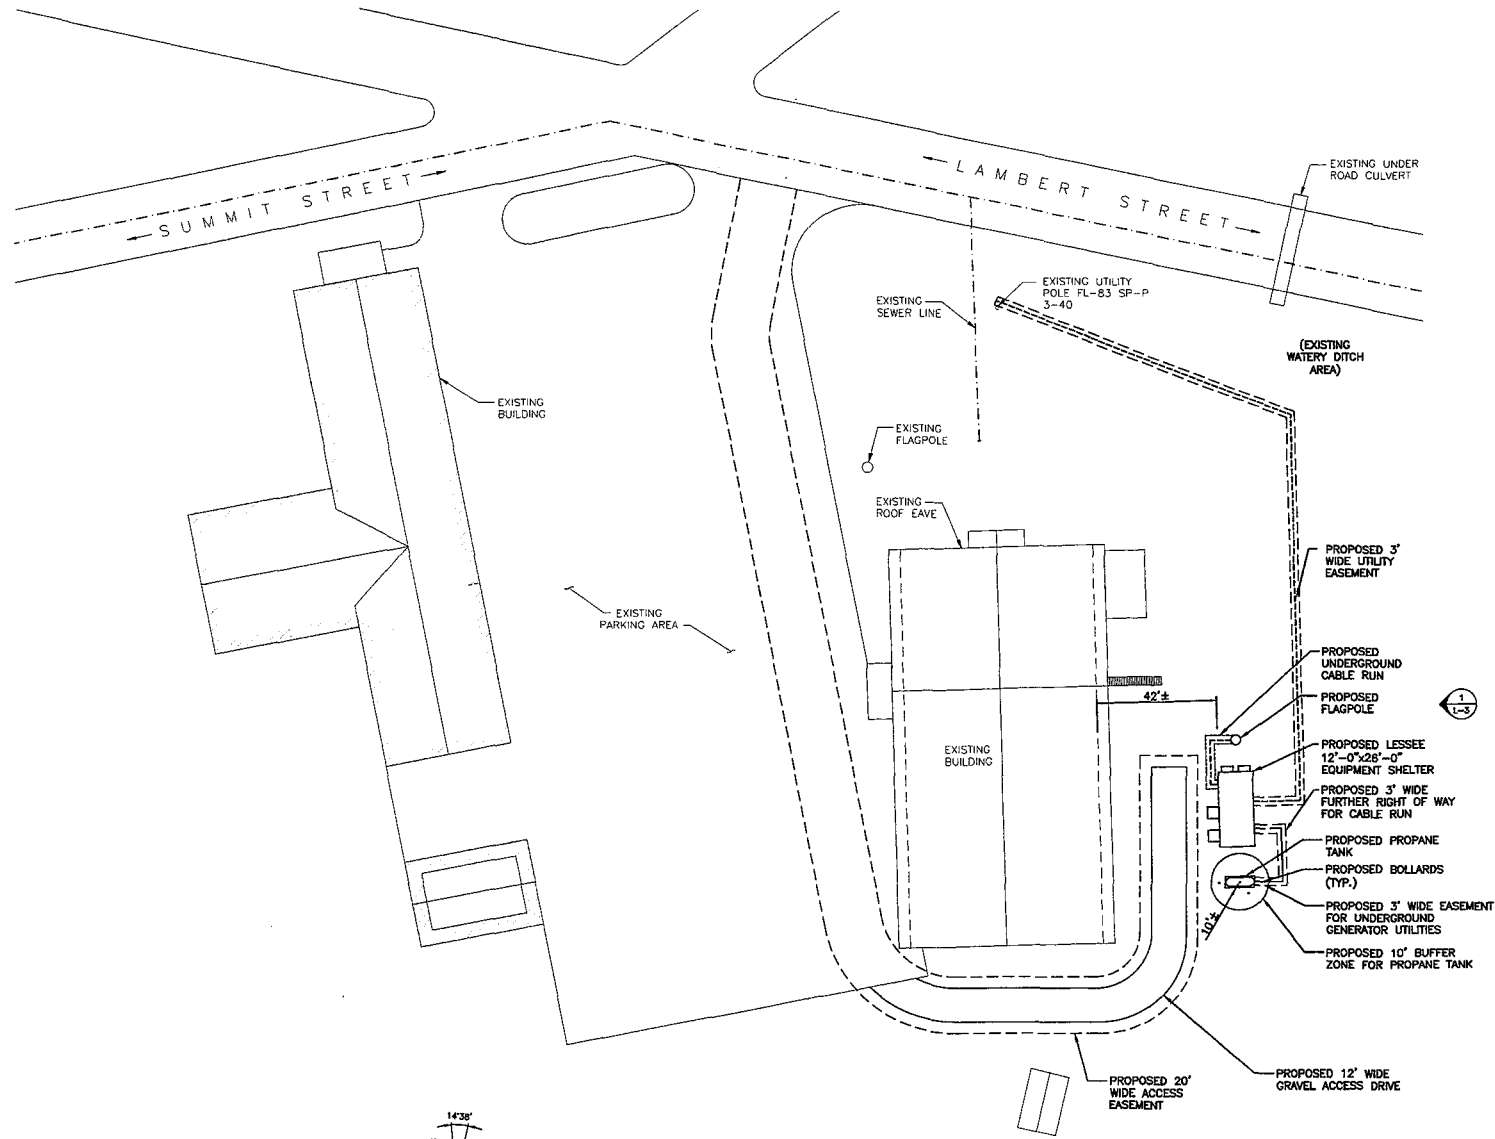 SUMMIT STREET
LAMBERT STREET
EXISTING UNDER
ROAD CULVERT
EXISTING UTILITY
POLE FL-83 SP-P
3-40
EXISTING
SEWER LINE
(EXISTING
WATERY DITCH
AREA)
EXISTING
BUILDING
EXISTING
FLAGPOLE
EXISTING
ROOF EAVE
PROPOSED 3'
WIDE UTILITY
EASEMENT
EXISTING
PARKING AREA
PROPOSED
UNDERGROUND
CABLE RUN
42'±
PROPOSED
FLAGPOLE
1
L-3
EXISTING
BUILDING
PROPOSED LESSEE
12'-0"x28'-0"
EQUIPMENT SHELTER
PROPOSED 3' WIDE
FURTHER RIGHT OF WAY
FOR CABLE RUN
PROPOSED PROPANE
TANK
PROPOSED BOLLARDS
(TYP.)
PROPOSED 3' WIDE EASEMENT
FOR UNDERGROUND
GENERATOR UTILITIES
10'±
PROPOSED 10' BUFFER
ZONE FOR PROPANE TANK
PROPOSED 12' WIDE
GRAVEL ACCESS DRIVE
PROPOSED 20'
WIDE ACCESS
EASEMENT
14°38'